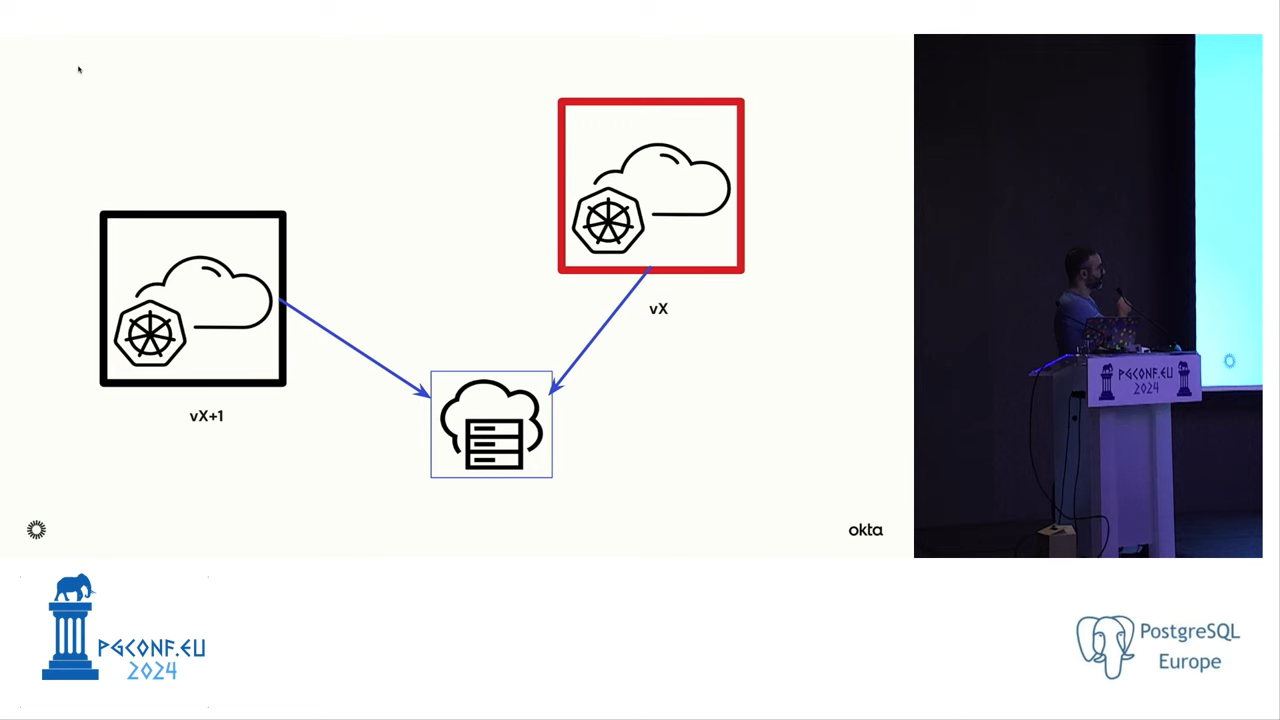 vX
vX+1
okta
PGCONF.EU
2024
PGCONF.EU
2024
PostgreSQL
Europe